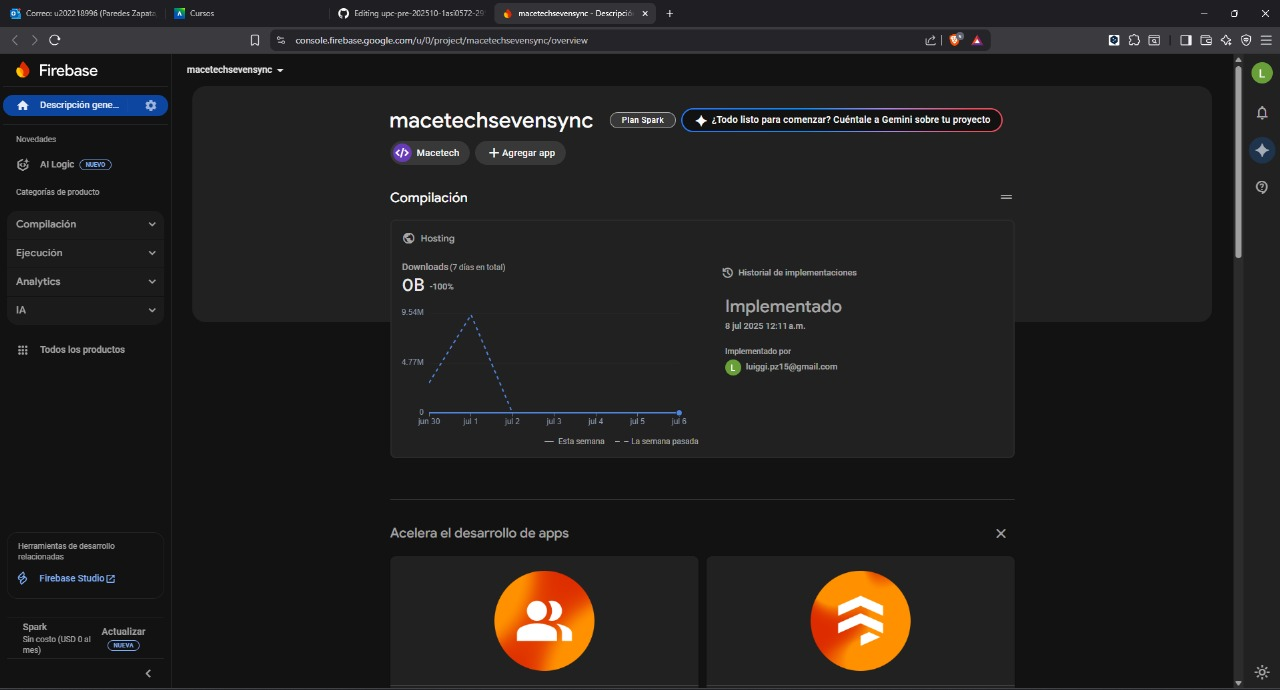 Correo: u202218996 (Paredes Zapata
Cursos
Editing upc-pre-202510-1asi0572-29
macetechsevensync - Descripció
console.firebase.google.com/u/0/project/macetechsevensync/overview
Firebase
macetechsevensync
L
Descripción gene...
Novedades
AI Logic NUEVO
Categorías de producto
Compilación
Ejecución
Analytics
IA
Todos los productos
Herramientas de desarrollo
relacionadas
Firebase Studio
Spark
Sin costo (USD 0 al
mes)
Actualizar
NUEVA
macetechsevensync
Plan Spark
¿Todo listo para comenzar? Cuéntale a Gemini sobre tu proyecto
Macetech
Agregar app
Compilación
Hosting
Downloads (7 días en total)
0B -100%
9.54M
4.77M
0
jun 30 jul 1 jul 2 jul 3 jul 4 jul 5 jul 6
Esta semana La semana pasada
Historial de implementaciones
Implementado
8 jul 2025 12:11 a.m.
Implementado por
L luiggi.pz15@gmail.com
Acelera el desarrollo de apps